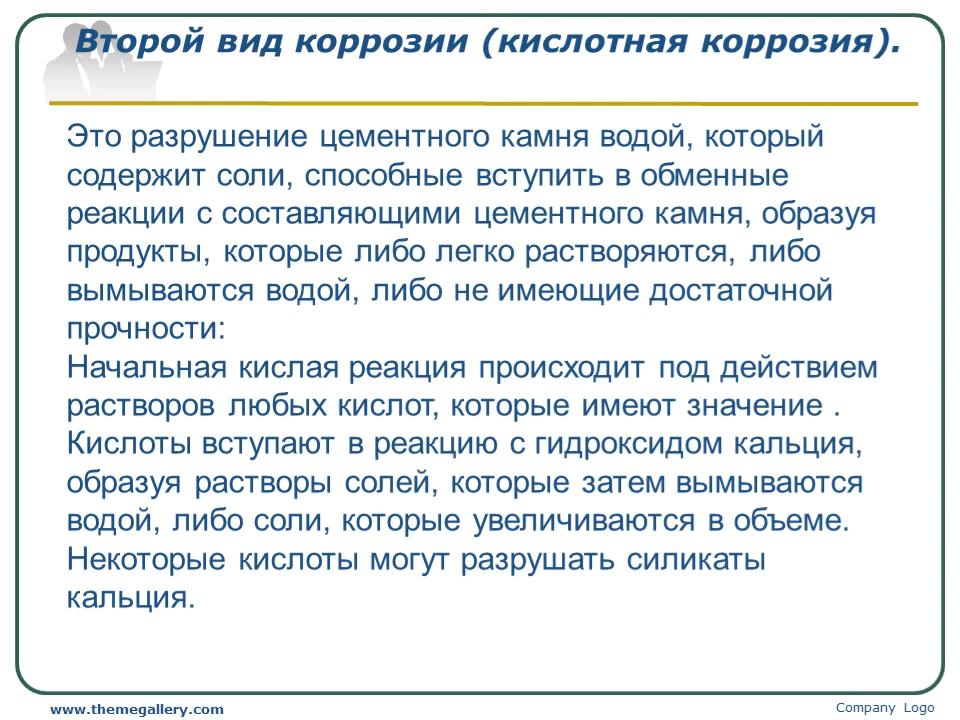 Второй вид коррозии (кислотная коррозия).
Это разрушение цементного камня водой, который
содержит соли, способные вступить в обменные
реакции с составляющими цементного камня, образуя
продукты, которые либо легко растворяются, либо
вымываются водой, либо не имеющие достаточной
прочности:
Начальная кислая реакция происходит под действием
растворов любых кислот, которые имеют значение .
Кислоты вступают в реакцию с гидроксидом кальция,
образуя растворы солей, которые затем вымываются
водой, либо соли, которые увеличиваются в объеме.
Некоторые кислоты могут разрушать силикаты
кальция.
www.themegallery.com
Company Logo